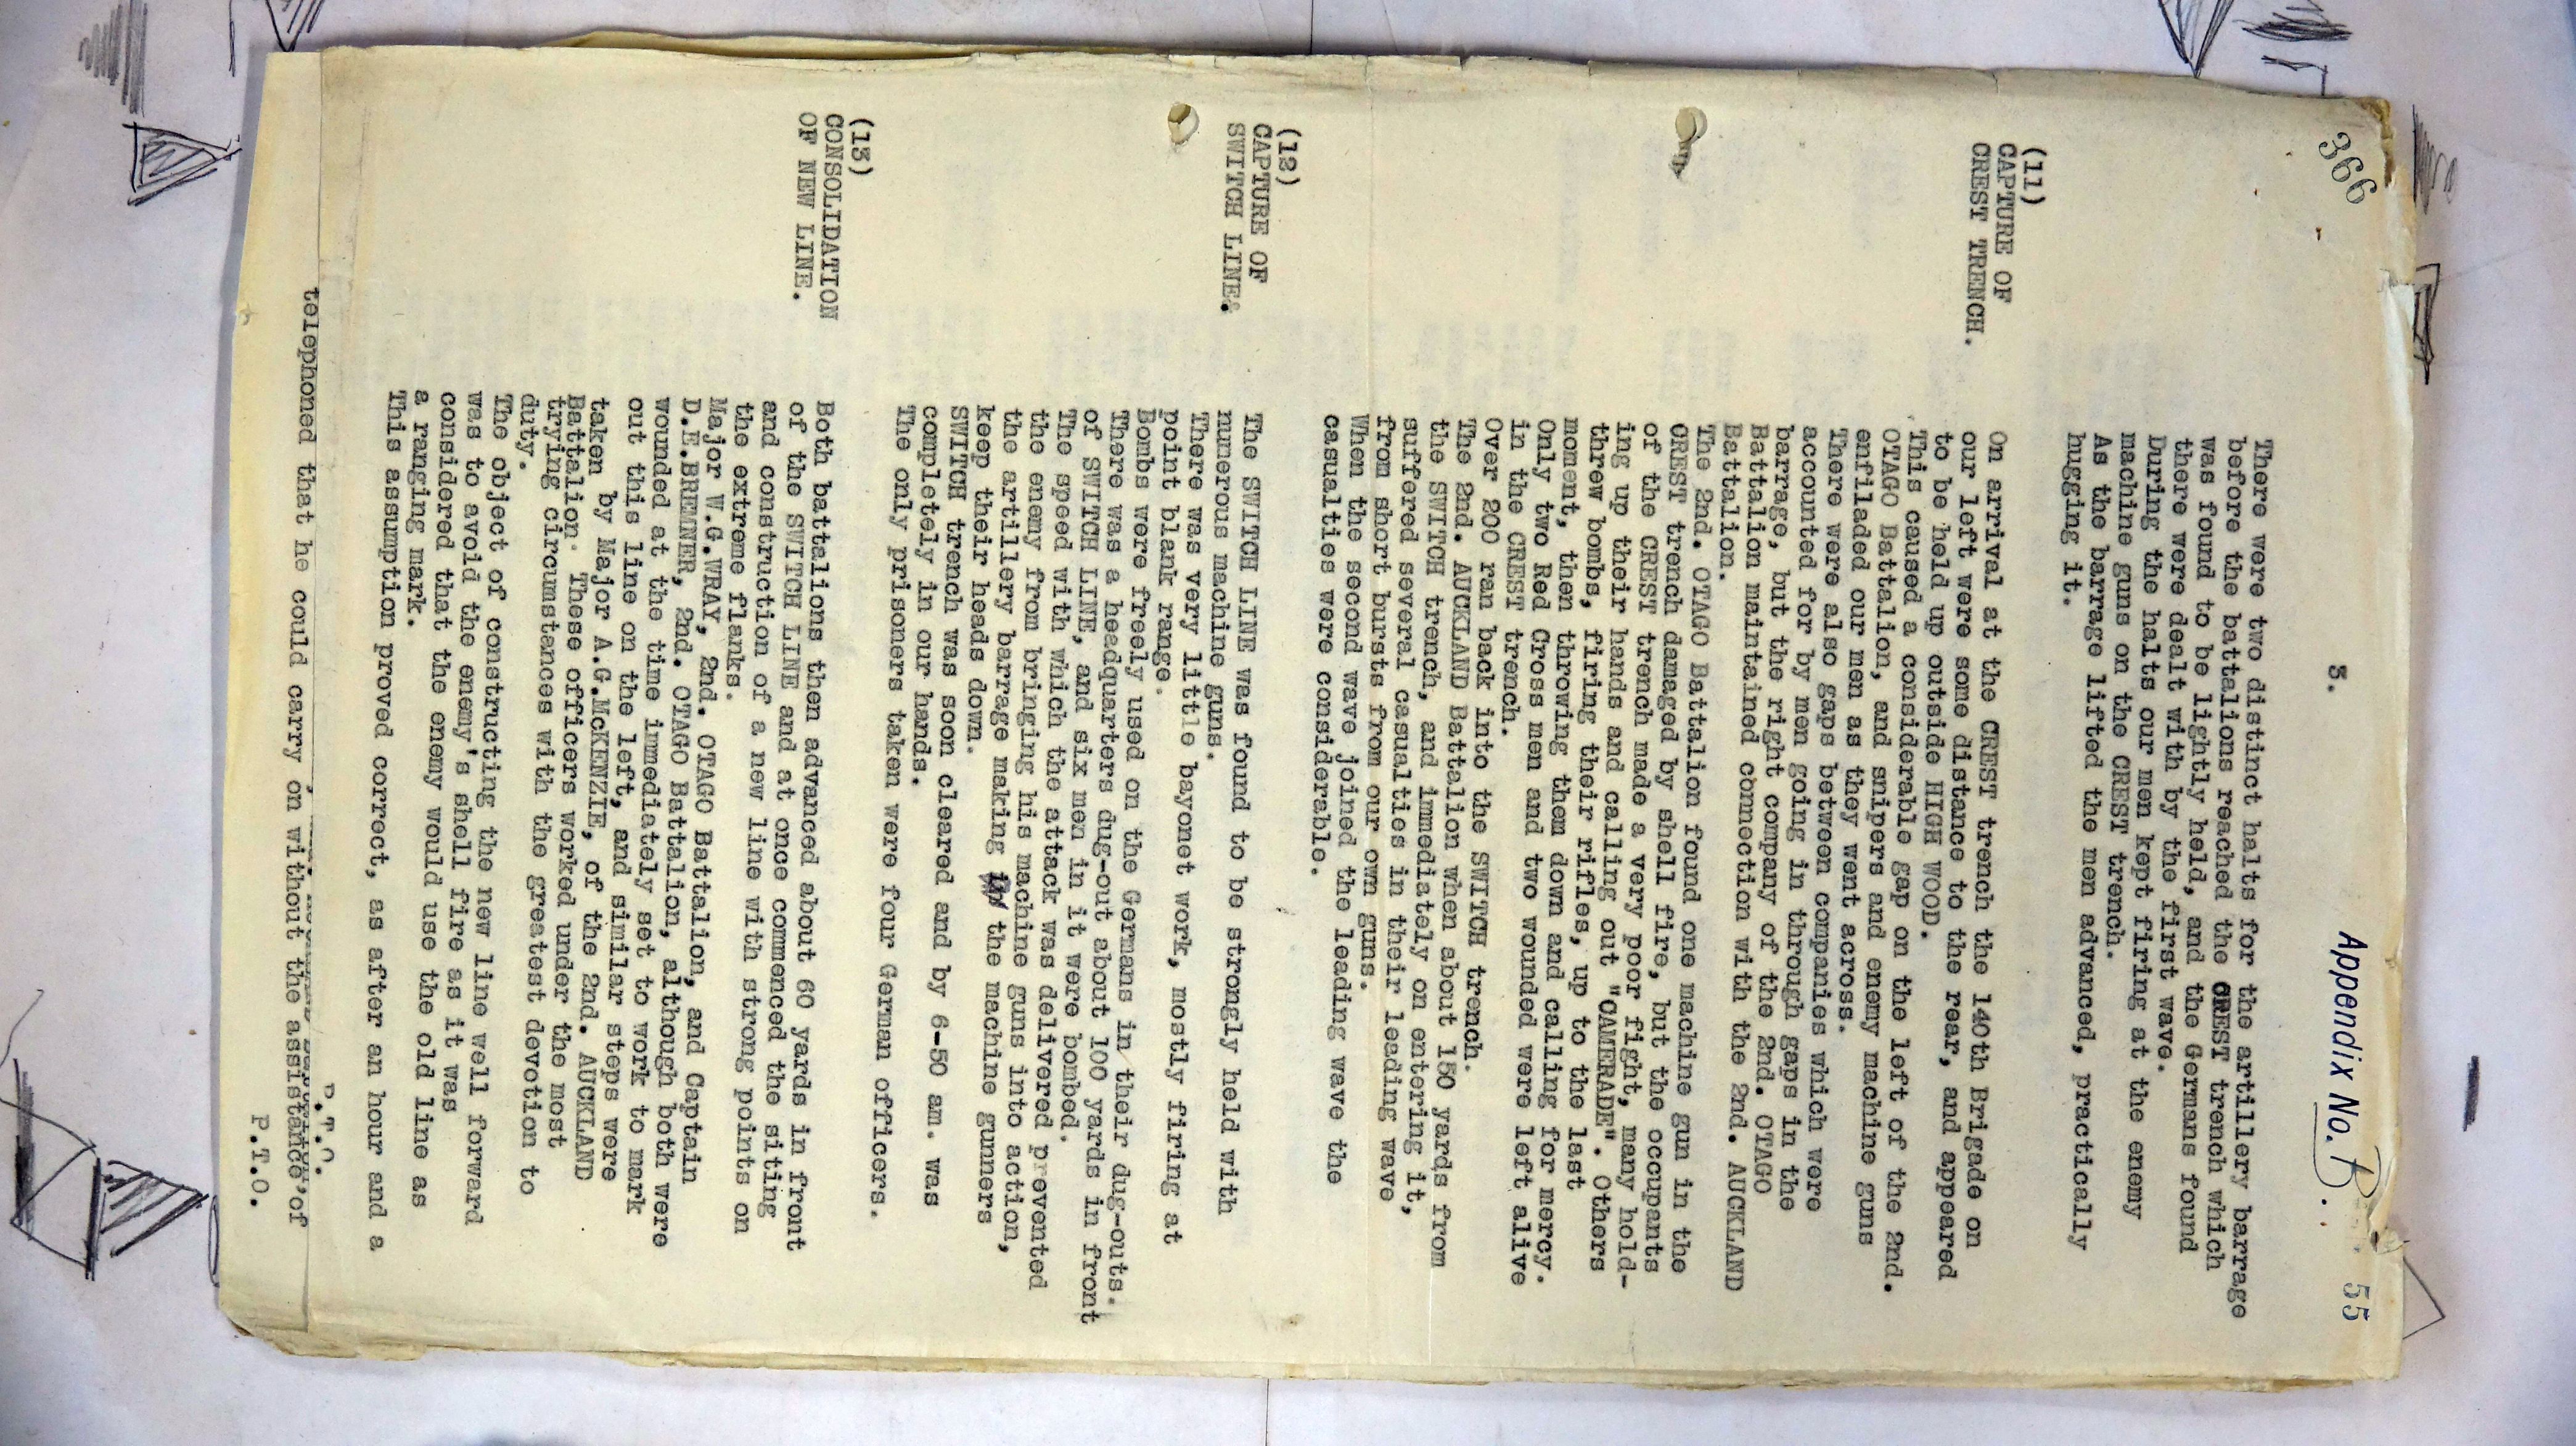 366
Appendix No. B. 55
3.
There were two distinct halts for the artillery barrage
before the battalions reached the CREST trench which
was found to be lightly held, and the Germans found
there were dealt with by the first wave.
During the halts our men kept firing at the enemy
machine guns on the CREST trench.
As the barrage lifted the men advanced, practically
hugging it.
(11)
CAPTURE OF
CREST TRENCH.
On arrival at the CREST trench the 140th Brigade on
our left were some distance to the rear, and appeared
to be held up outside HIGH WOOD.
This caused a considerable gap on the left of the 2nd.
OTAGO Battalion, and snipers and enemy machine guns
enfiladed our men as they went across.
There were also gaps between companies which were
accounted for by men going in through gaps in the
barrage, but the right company of the 2nd. OTAGO
Battalion maintained connection with the 2nd. AUCKLAND
Battalion.
The 2nd. OTAGO Battalion found one machine gun in the
CREST trench damaged by shell fire, but the occupants
of the CREST trench made a very poor fight, many hold-
ing up their hands and calling out "CAMERADE". Others
threw bombs, firing their rifles, up to the last
moment, then throwing them down and calling for mercy.
Only two Red Cross men and two wounded were left alive
in the CREST trench.
Over 200 ran back into the SWITCH trench.
The 2nd. AUCKLAND Battalion when about 150 yards from
the SWITCH trench, and immediately on entering it,
suffered several casualties in their leading wave
from short bursts from our own guns.
When the second wave joined the leading wave the
casualties were considerable.
(12)
CAPTURE OF
SWITCH LINE.
The SWITCH LINE was found to be strongly held with
numerous machine guns.
There was very little bayonet work, mostly firing at
point blank range.
Bombs were freely used on the Germans in their dug-outs.
There was a headquarters dug-out about 100 yards in front
of SWITCH LINE, and six men in it were bombed.
The speed with which the attack was delivered prevented
the enemy from bringing his machine guns into action,
the artillery barrage making the machine gunners
keep their heads down.
SWITCH trench was soon cleared and by 6-50 am. was
completely in our hands.
The only prisoners taken were four German officers.
(13)
CONSOLIDATION
OF NEW LINE.
Both battalions then advanced about 60 yards in front
of the SWITCH LINE and at once commenced the siting
and construction of a new line with strong points on
the extreme flanks.
Major W.G.WRAY, 2nd. OTAGO Battalion, and Captain
D.E.BREMNER, 2nd. OTAGO Battalion, although both were
wounded at the time immediately set to work to mark
out this line on the left, and similar steps were
taken by Major A.G.McKENZIE, of the 2nd. AUCKLAND
Battalion. These officers worked under the most
trying circumstances with the greatest devotion to
duty.
The object of constructing the new line well forward
was to avoid the enemy's shell fire as it was
considered that the enemy would use the old line as
a ranging mark.
This assumption proved correct, as after an hour and a
P.T.O.
telephoned that he could carry on without the assistance of
P.T.O.